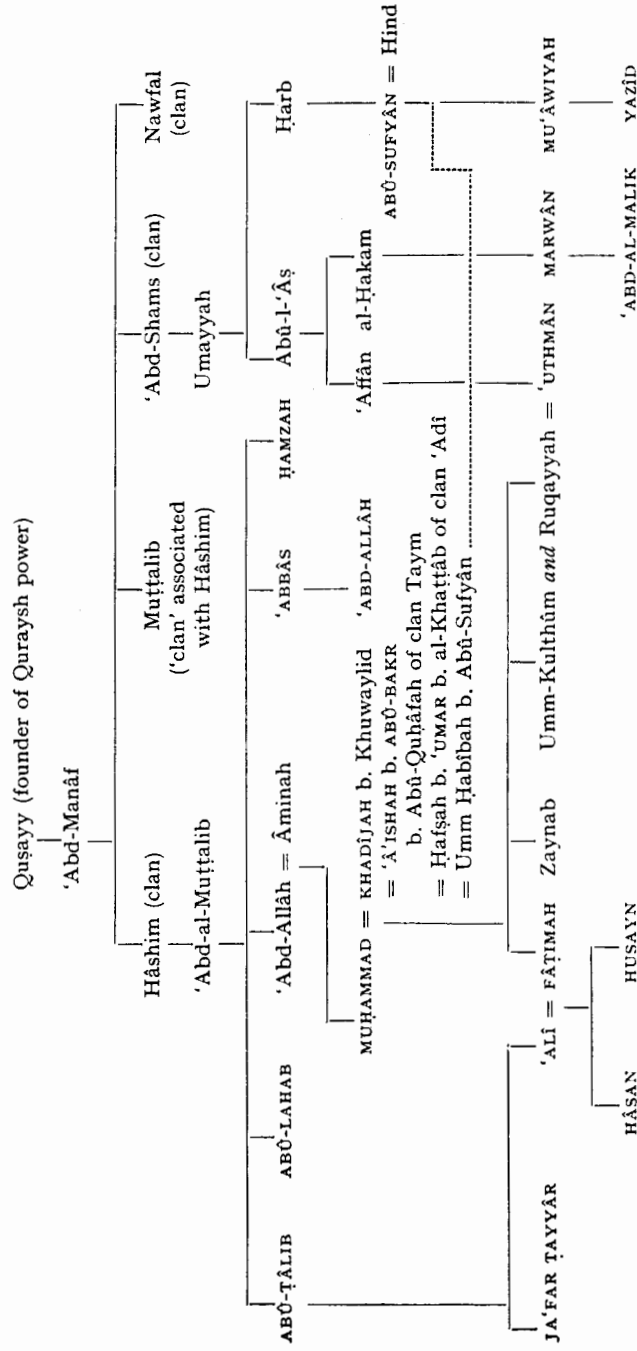 Quṣayy (founder of Quraysh power)
‘Abd-Manâf
Hâshim (clan)
Muṭṭalib
(‘clan’ associated
with Hâshim)
‘Abd-Shams (clan)
Nawfal
(clan)
‘Abd-al-Muṭṭalib
Umayyah
ABÛ-ṬÂLIB
ABÛ-LAHAB
‘Abd-Allâh = Âminah
‘ABBÂS
ḤAMZAH
Abû-l-‘Âṣ
Ḥarb
MUḤAMMAD = KHADÎJAH b. Khuwaylid
= ‘Â’ISHAH b. ABÛ-BAKR
b. Abû-Quḥâfah of clan Taym
= Ḥafṣah b. ‘UMAR b. al-Khaṭṭâb of clan ‘Adî
= Umm Ḥabîbah b. Abû-Sufyân
‘ABD-ALLÂH
‘Affân
al-Ḥakam
ABÛ-SUFYÂN = Hind
JA‘FAR ṬAYYÂR
‘ALÎ = FÂṬIMAH
Zaynab
Umm-Kulthûm and Ruqayyah = ‘UTHMÂN
MARWÂN
MU‘ÂWIYAH
HÂSAN
HUSAYN
‘ABD-AL-MALIK
YAZÎD